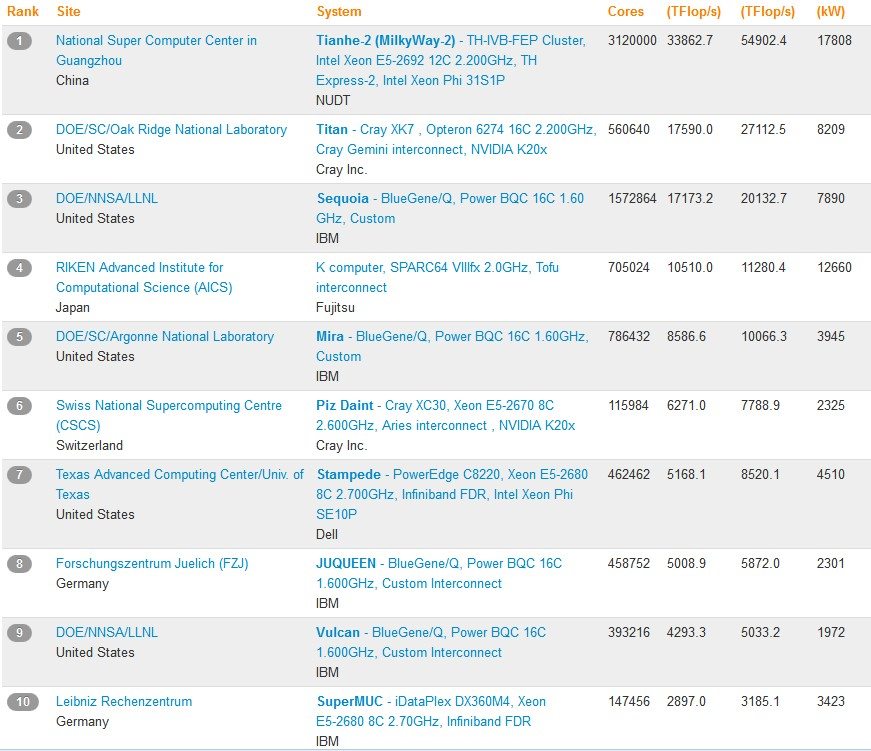 Rank Site System Cores (TFlop/s) (TFlop/s) (kW)
1 National Super Computer Center in Tianhe-2 (MilkyWay-2) - TH-IVB-FEP Cluster, 3120000 33862.7 54902.4 17808
Guangzhou Intel Xeon E5-2692 12C 2.200GHz, TH
China Express-2, Intel Xeon Phi 31S1P
NUDT
2 DOE/SC/Oak Ridge National Laboratory Titan - Cray XK7 , Opteron 6274 16C 2.200GHz, 560640 17590.0 27112.5 8209
United States Cray Gemini interconnect, NVIDIA K20x
Cray Inc.
3 DOE/NNSA/LLNL Sequoia - BlueGene/Q, Power BQC 16C 1.60 1572864 17173.2 20132.7 7890
United States GHz, Custom
IBM
4 RIKEN Advanced Institute for K computer, SPARC64 VIIIfx 2.0GHz, Tofu 705024 10510.0 11280.4 12660
Computational Science (AICS) interconnect
Japan Fujitsu
5 DOE/SC/Argonne National Laboratory Mira - BlueGene/Q, Power BQC 16C 1.60GHz, 786432 8586.6 10066.3 3945
United States Custom
IBM
6 Swiss National Supercomputing Centre Piz Daint - Cray XC30, Xeon E5-2670 8C 115984 6271.0 7788.9 2325
(CSCS) 2.600GHz, Aries interconnect , NVIDIA K20x
Switzerland Cray Inc.
7 Texas Advanced Computing Center/Univ. of Stampede - PowerEdge C8220, Xeon E5-2680 462462 5168.1 8520.1 4510
Texas 8C 2.700GHz, Infiniband FDR, Intel Xeon Phi
United States SE10P
Dell
8 Forschungszentrum Juelich (FZJ) JUQUEEN - BlueGene/Q, Power BQC 16C 458752 5008.9 5872.0 2301
Germany 1.600GHz, Custom Interconnect
IBM
9 DOE/NNSA/LLNL Vulcan - BlueGene/Q, Power BQC 16C 393216 4293.3 5033.2 1972
United States 1.600GHz, Custom Interconnect
IBM
10 Leibniz Rechenzentrum SuperMUC - iDataPlex DX360M4, Xeon 147456 2897.0 3185.1 3423
Germany E5-2680 8C 2.70GHz, Infiniband FDR
IBM